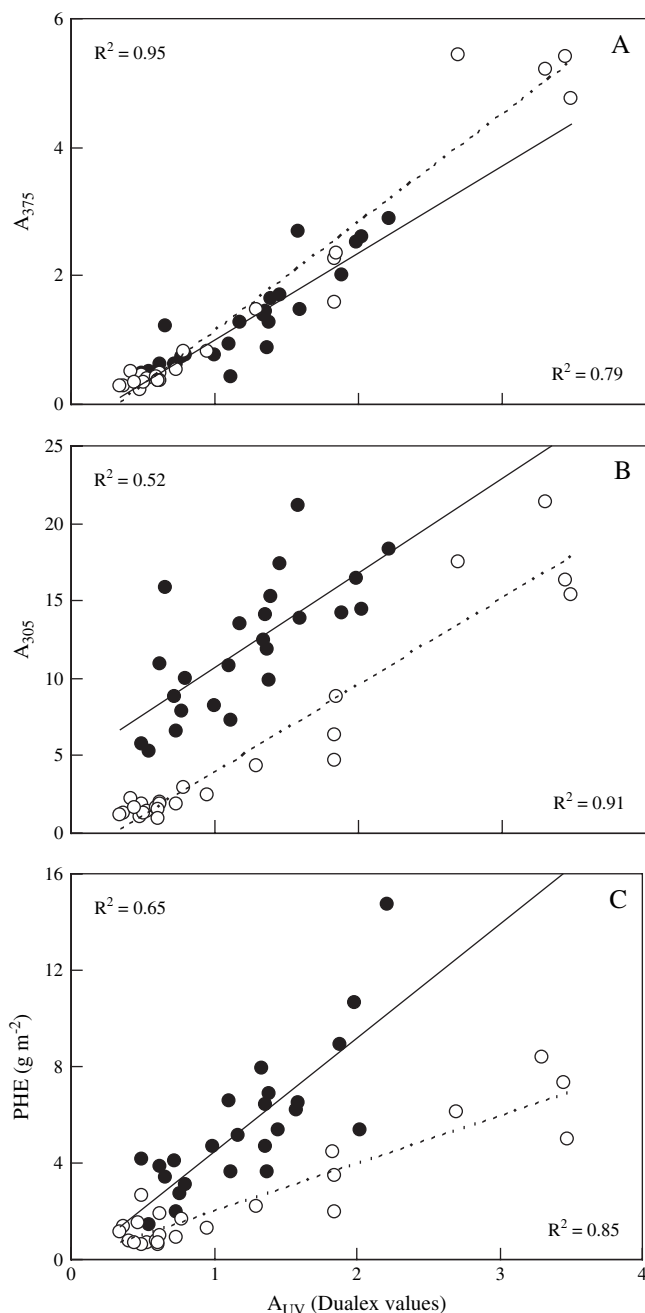 R² = 0.95
A
6
4
A₃₇₅
2
R² = 0.79
0
25
R² = 0.52
B
20
15
A₃₀₅
10
5
R² = 0.91
0
16
R² = 0.65
C
12
PHE (g m⁻²)
8
4
R² = 0.85
0
0 1 2 3 4
A_UV (Dualex values)